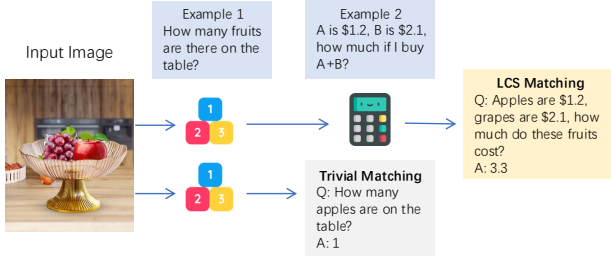 Input Image
Example 1
How many fruits
are there on the
table?
Example 2
A is $1.2, B is $2.1,
how much if I buy
A+B?
1
2 3
1
2 3
LCS Matching
Q: Apples are $1.2,
grapes are $2.1, how
much do these fruits
cost?
A: 3.3
Trivial Matching
Q: How many
apples are on the
table?
A: 1